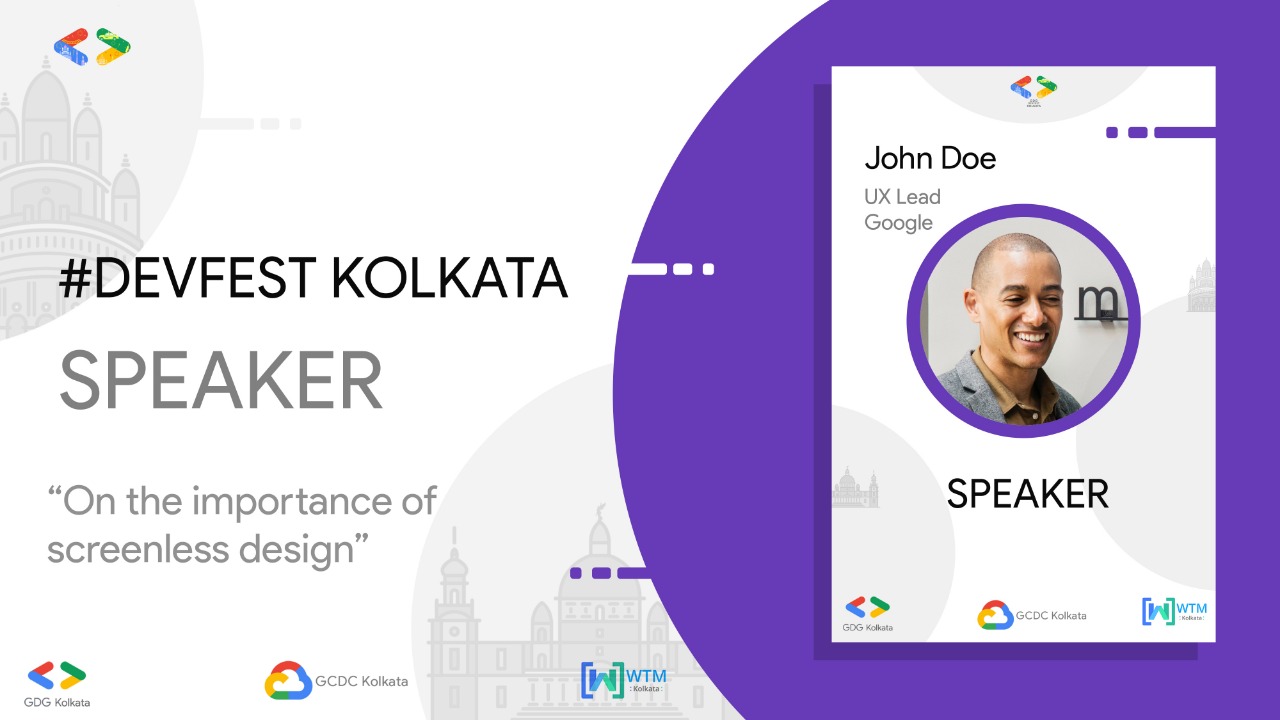 #DEVFEST KOLKATA
SPEAKER
“On the importance of
screenless design”
GDG Kolkata
GCDC Kolkata
WTM
Kolkata
John Doe
UX Lead
Google
m
SPEAKER
GDG Kolkata
GCDC Kolkata
WTM
Kolkata